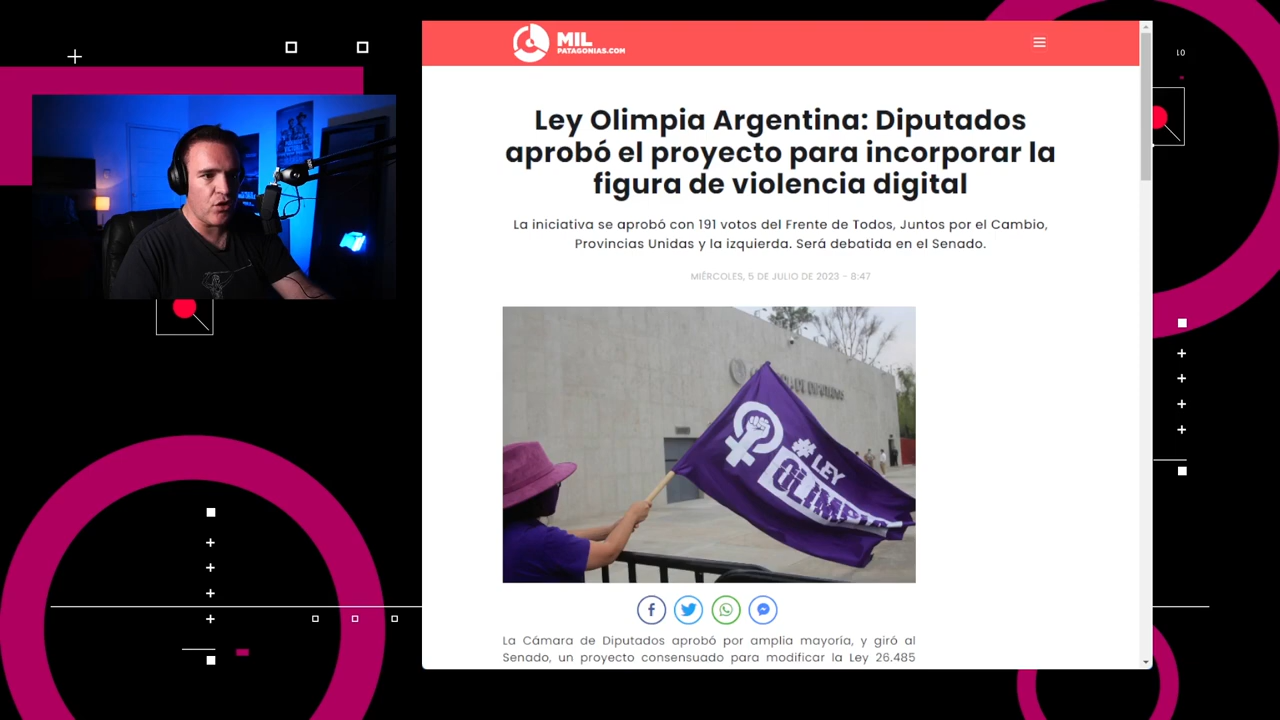 MIL
PATAGONIAS.COM
Ley Olimpia Argentina: Diputados
aprobó el proyecto para incorporar la
figura de violencia digital
La iniciativa se aprobó con 191 votos del Frente de Todos, Juntos por el Cambio,
Provincias Unidas y la izquierda. Será debatida en el Senado.
MIÉRCOLES, 5 DE JULIO DE 2023 - 8:47
DE DIPUTADOS
#LEY
OLIMPIA
La Cámara de Diputados aprobó por amplia mayoría, y giró al
Senado, un proyecto consensuado para modificar la Ley 26.485